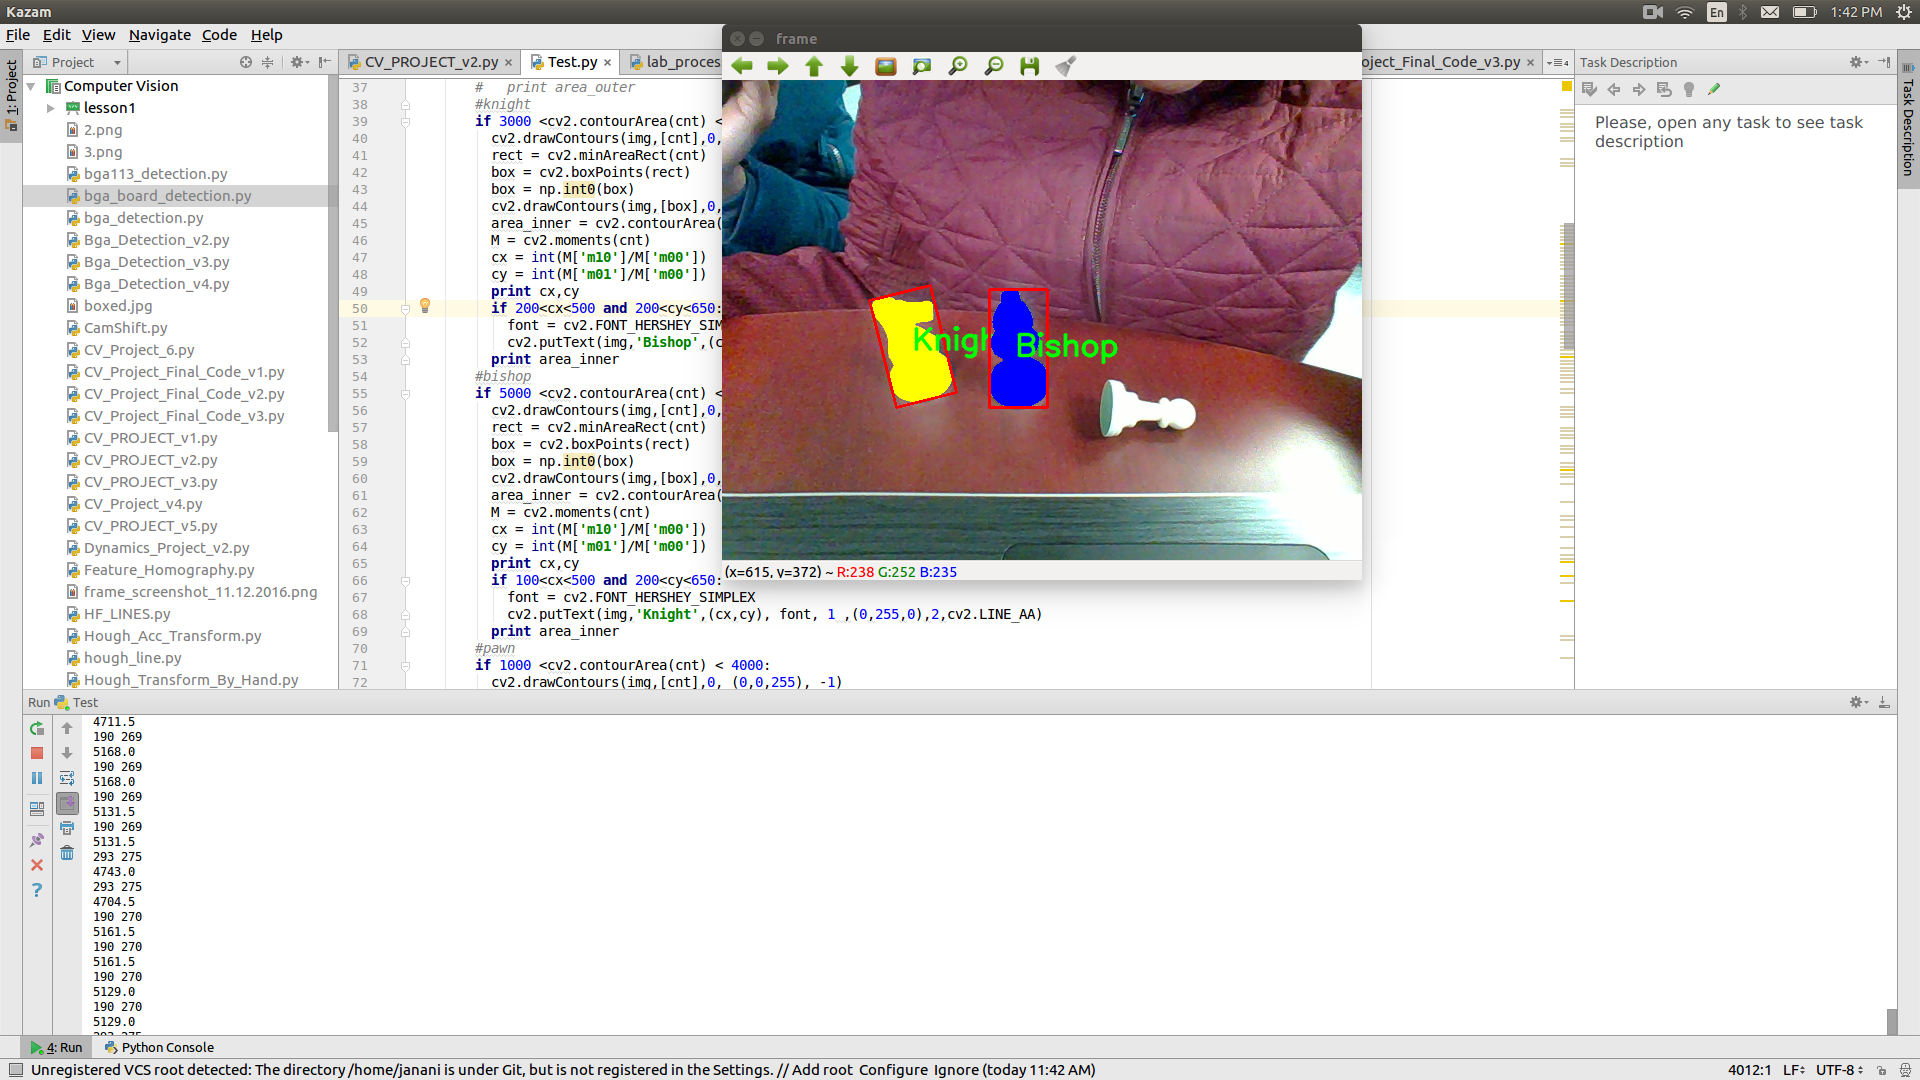 Kazam
En
1:42 PM
File Edit View Navigate Code Help
1: Project
Project
Computer Vision
lesson1
2.png
3.png
bga113_detection.py
bga_board_detection.py
bga_detection.py
Bga_Detection_v2.py
Bga_Detection_v3.py
Bga_Detection_v4.py
boxed.jpg
CamShift.py
CV_Project_6.py
CV_Project_Final_Code_v1.py
CV_Project_Final_Code_v2.py
CV_Project_Final_Code_v3.py
CV_PROJECT_v1.py
CV_PROJECT_v2.py
CV_PROJECT_v3.py
CV_Project_v4.py
CV_PROJECT_v5.py
Dynamics_Project_v2.py
Feature_Homography.py
frame_screenshot_11.12.2016.png
HF_LINES.py
Hough_Acc_Transform.py
hough_line.py
Hough_Transform_By_Hand.py
CV_PROJECT_v2.py Test.py lab_proces oject_Final_Code_v3.py
37 # print area_outer
38 #knight
39 if 3000 <cv2.contourArea(cnt) <
40 cv2.drawContours(img,[cnt],0,
41 rect = cv2.minAreaRect(cnt)
42 box = cv2.boxPoints(rect)
43 box = np.int0(box)
44 cv2.drawContours(img,[box],0,
45 area_inner = cv2.contourArea(
46 M = cv2.moments(cnt)
47 cx = int(M['m10']/M['m00'])
48 cy = int(M['m01']/M['m00'])
49 print cx,cy
50 if 200<cx<500 and 200<cy<650:
51 font = cv2.FONT_HERSHEY_SIM
52 cv2.putText(img,'Bishop',(c
53 print area_inner
54 #bishop
55 if 5000 <cv2.contourArea(cnt) <
56 cv2.drawContours(img,[cnt],0,
57 rect = cv2.minAreaRect(cnt)
58 box = cv2.boxPoints(rect)
59 box = np.int0(box)
60 cv2.drawContours(img,[box],0,
61 area_inner = cv2.contourArea(
62 M = cv2.moments(cnt)
63 cx = int(M['m10']/M['m00'])
64 cy = int(M['m01']/M['m00'])
65 print cx,cy
66 if 100<cx<500 and 200<cy<650:
67 font = cv2.FONT_HERSHEY_SIMPLEX
68 cv2.putText(img,'Knight',(cx,cy), font, 1 ,(0,255,0),2,cv2.LINE_AA)
69 print area_inner
70 #pawn
71 if 1000 <cv2.contourArea(cnt) < 4000:
72 cv2.drawContours(img,[cnt],0, (0,0,255), -1)
frame
Knigh
Bishop
(x=615, y=372) ~ R:238 G:252 B:235
Task Description
Please, open any task to see task
description
Task Description
Run Test
4711.5
190 269
5168.0
190 269
5168.0
190 269
5131.5
190 269
5131.5
293 275
4743.0
293 275
4704.5
190 270
5161.5
190 270
5161.5
190 270
5129.0
190 270
5129.0
293 275
4: Run Python Console
Unregistered VCS root detected: The directory /home/janani is under Git, but is not registered in the Settings. // Add root Configure Ignore (today 11:42 AM)
4012:1 LF UTF-8